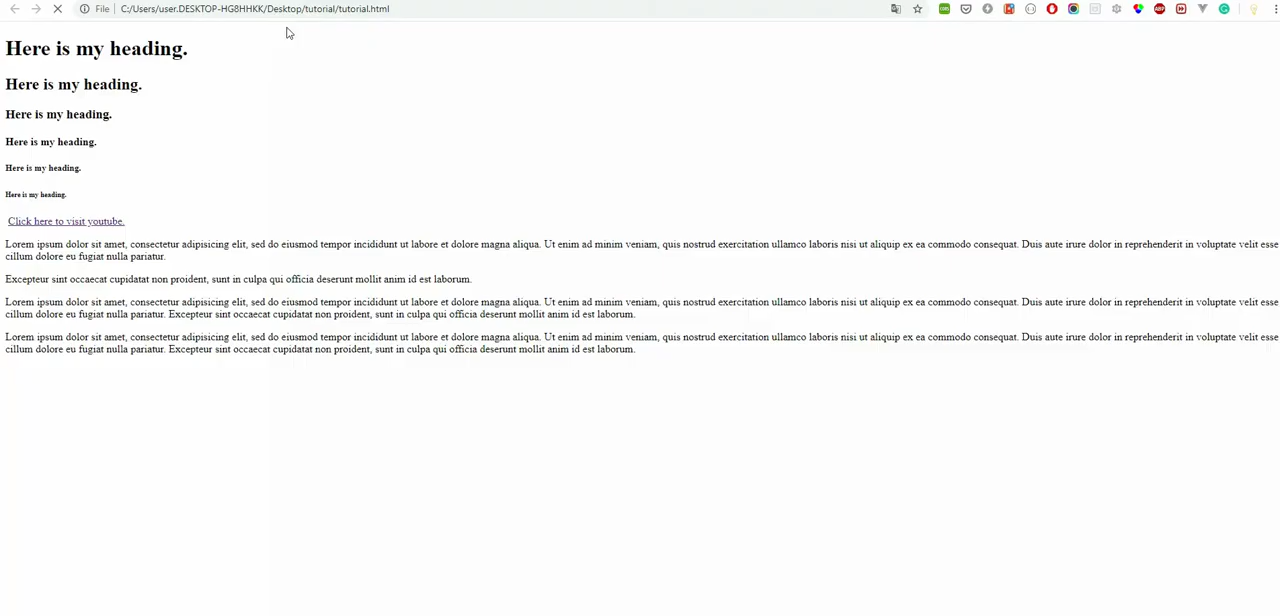 File
C:/Users/user.DESKTOP-HG8HHKK/Desktop/tutorial/tutorial.html
Here is my heading.
Here is my heading.
Here is my heading.
Here is my heading.
Here is my heading.
Here is my heading.
Click here to visit youtube.
Lorem ipsum dolor sit amet, consectetur adipisicing elit, sed do eiusmod tempor incididunt ut labore et dolore magna aliqua. Ut enim ad minim veniam, quis nostrud exercitation ullamco laboris nisi ut aliquip ex ea commodo consequat. Duis aute irure dolor in reprehenderit in voluptate velit esse
cillum dolore eu fugiat nulla pariatur.
Excepteur sint occaecat cupidatat non proident, sunt in culpa qui officia deserunt mollit anim id est laborum.
Lorem ipsum dolor sit amet, consectetur adipisicing elit, sed do eiusmod tempor incididunt ut labore et dolore magna aliqua. Ut enim ad minim veniam, quis nostrud exercitation ullamco laboris nisi ut aliquip ex ea commodo consequat. Duis aute irure dolor in reprehenderit in voluptate velit esse
cillum dolore eu fugiat nulla pariatur. Excepteur sint occaecat cupidatat non proident, sunt in culpa qui officia deserunt mollit anim id est laborum.
Lorem ipsum dolor sit amet, consectetur adipisicing elit, sed do eiusmod tempor incididunt ut labore et dolore magna aliqua. Ut enim ad minim veniam, quis nostrud exercitation ullamco laboris nisi ut aliquip ex ea commodo consequat. Duis aute irure dolor in reprehenderit in voluptate velit esse
cillum dolore eu fugiat nulla pariatur. Excepteur sint occaecat cupidatat non proident, sunt in culpa qui officia deserunt mollit anim id est laborum.